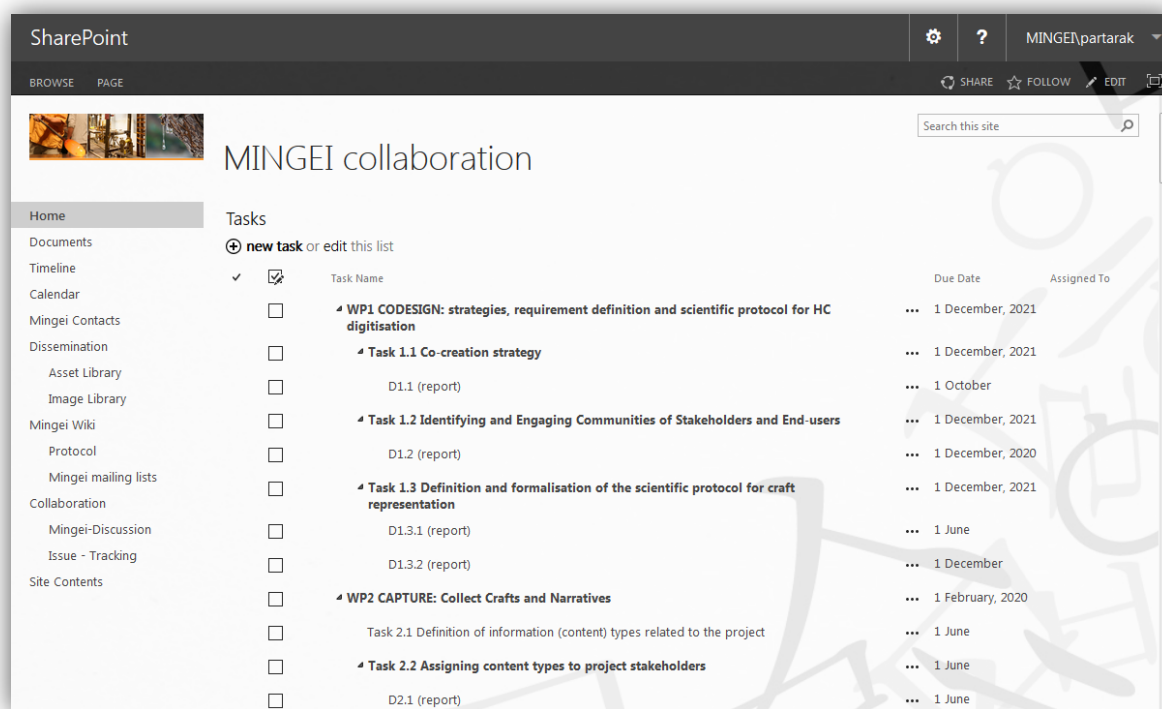 SharePoint
? MINGEI\partarak
BROWSE PAGE
SHARE FOLLOW EDIT
Search this site
MINGEI collaboration
Home
Documents
Timeline
Calendar
Mingei Contacts
Dissemination
Asset Library
Image Library
Mingei Wiki
Protocol
Mingei mailing lists
Collaboration
Mingei-Discussion
Issue - Tracking
Site Contents
Tasks
new task or edit this list
Task Name Due Date Assigned To
WP1 CODESIGN: strategies, requirement definition and scientific protocol for HC ... 1 December, 2021
digitisation
Task 1.1 Co-creation strategy ... 1 December, 2021
D1.1 (report) ... 1 October
Task 1.2 Identifying and Engaging Communities of Stakeholders and End-users ... 1 December, 2021
D1.2 (report) ... 1 December, 2020
Task 1.3 Definition and formalisation of the scientific protocol for craft ... 1 December, 2021
representation
D1.3.1 (report) ... 1 June
D1.3.2 (report) ... 1 December
WP2 CAPTURE: Collect Crafts and Narratives ... 1 February, 2020
Task 2.1 Definition of information (content) types related to the project ... 1 June
Task 2.2 Assigning content types to project stakeholders ... 1 June
D2.1 (report) ... 1 June